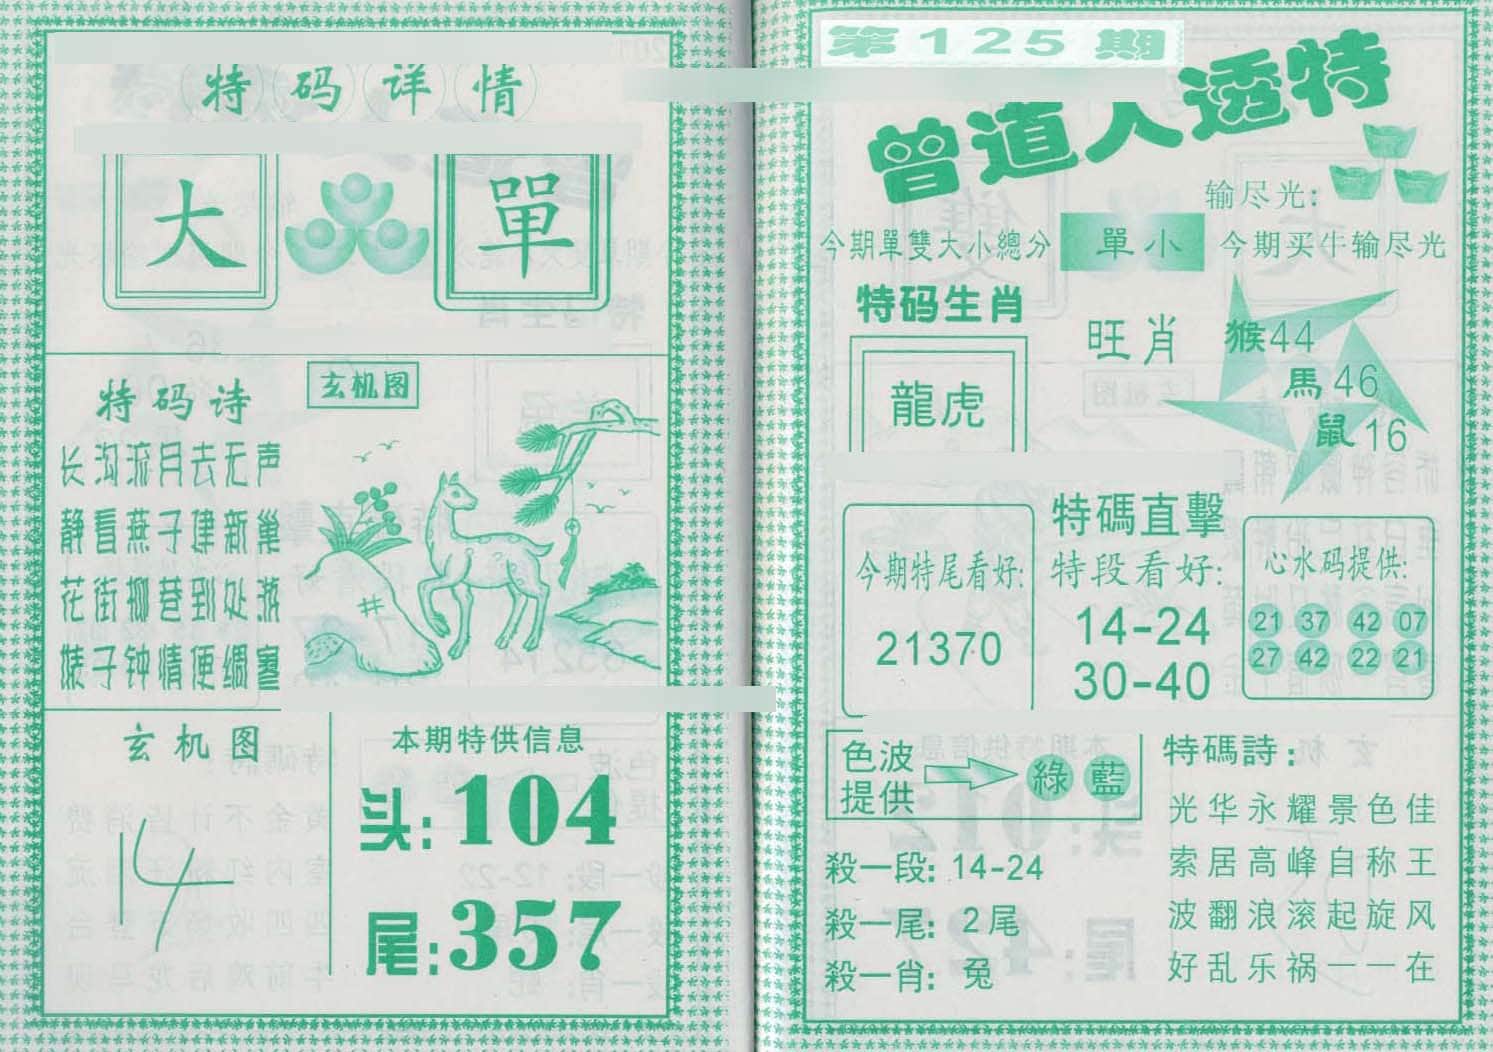 特码详情
大 單
特码诗
长沟流月去无声
静看燕子建新巢
花街柳巷到处游
婊子钟情便绸寥
玄机图
井
玄机图
14
本期特供信息
头:104
尾:357
第125期
曾道人透特
输尽光:
今期單雙大小總分 單小 今期买牛输尽光
特码生肖
龍虎
旺肖
猴44
馬46
鼠16
今期特尾看好:
21370
特碼直擊
特段看好:
14-24
30-40
心水码提供:
21 37 42 07
27 42 22 21
色波提供
綠 藍
殺一段: 14-24
殺一尾: 2尾
殺一肖: 兔
特碼詩:
光华永耀景色佳
索居高峰自称王
波翻浪滚起旋风
好乱乐祸一一在